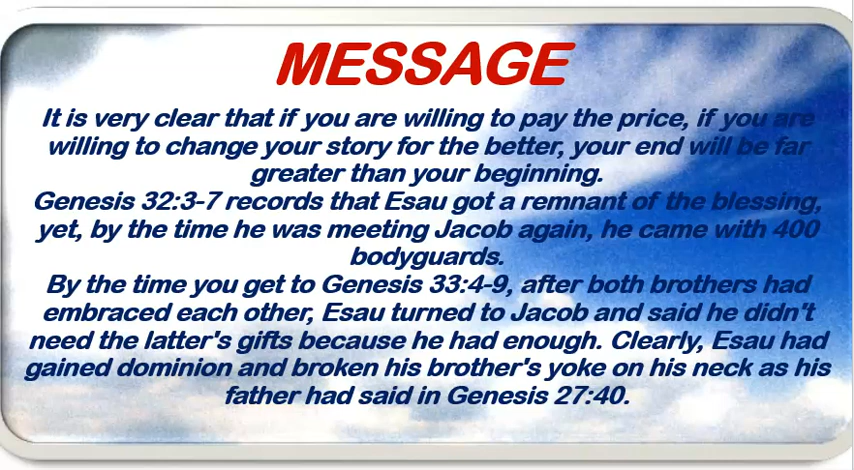 MESSAGE
It is very clear that if you are willing to pay the price, if you are
willing to change your story for the better, your end will be far
greater than your beginning.
Genesis 32:3-7 records that Esau got a remnant of the blessing,
yet, by the time he was meeting Jacob again, he came with 400
bodyguards.
By the time you get to Genesis 33:4-9, after both brothers had
embraced each other, Esau turned to Jacob and said he didn't
need the latter's gifts because he had enough. Clearly, Esau had
gained dominion and broken his brother's yoke on his neck as his
father had said in Genesis 27:40.